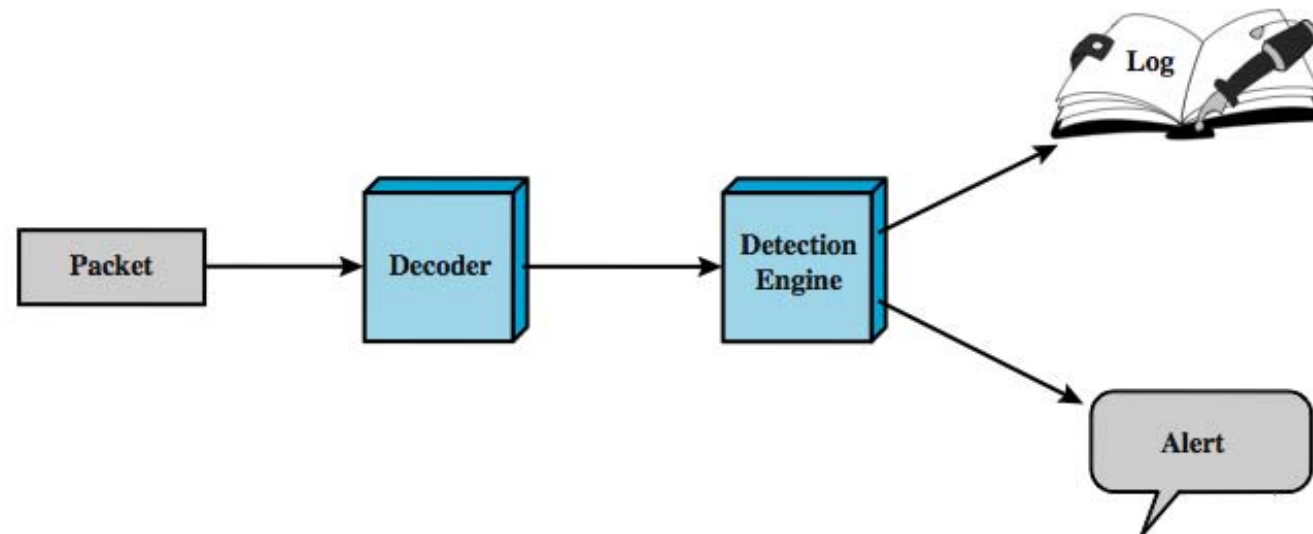 Log
Packet
Decoder
Detection
Engine
Alert